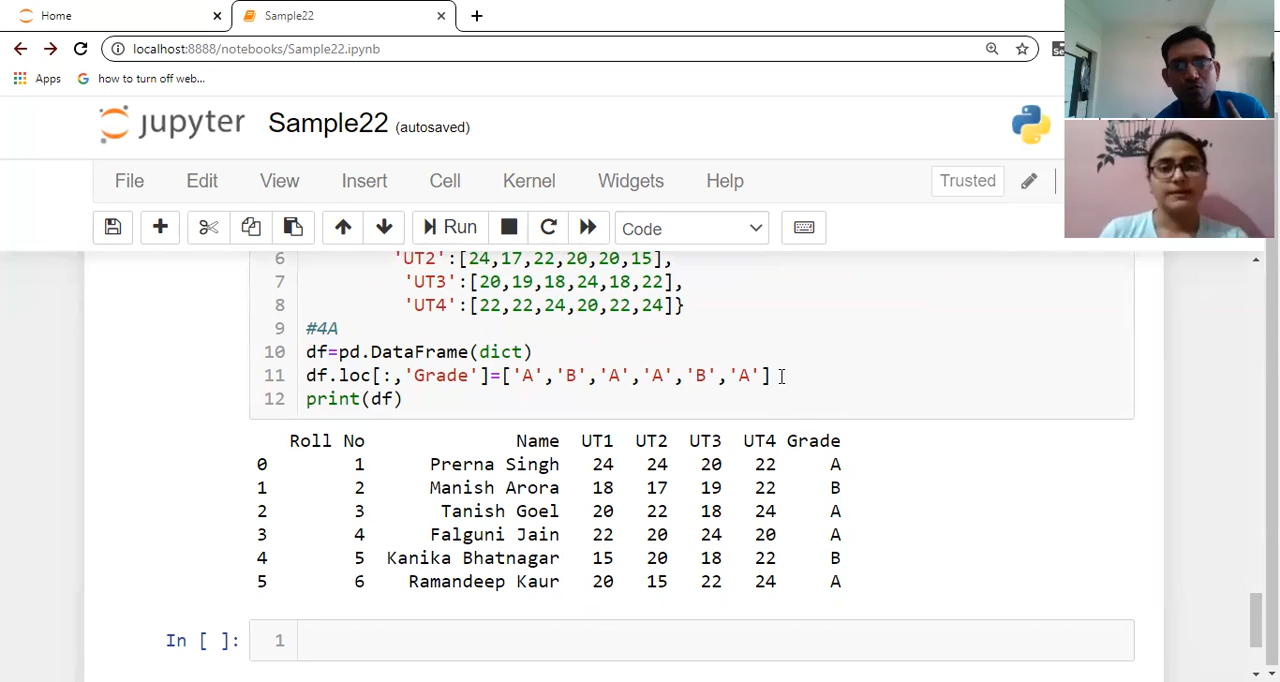 Home
Sample22
localhost:8888/notebooks/Sample22.ipynb
Se
Apps
how to turn off web...
jupyter Sample22 (autosaved)
File Edit View Insert Cell Kernel Widgets Help Trusted
Run Code
6 'UT2':[24,17,22,20,20,15],
7 'UT3':[20,19,18,24,18,22],
8 'UT4':[22,22,24,20,22,24]}
9 #4A
10 df=pd.DataFrame(dict)
11 df.loc[:,'Grade']=['A','B','A','A','B','A']
12 print(df)
Roll No Name UT1 UT2 UT3 UT4 Grade
0 1 Prerna Singh 24 24 20 22 A
1 2 Manish Arora 18 17 19 22 B
2 3 Tanish Goel 20 22 18 24 A
3 4 Falguni Jain 22 20 24 20 A
4 5 Kanika Bhatnagar 15 20 18 22 B
5 6 Ramandeep Kaur 20 15 22 24 A
In [ ]: 1